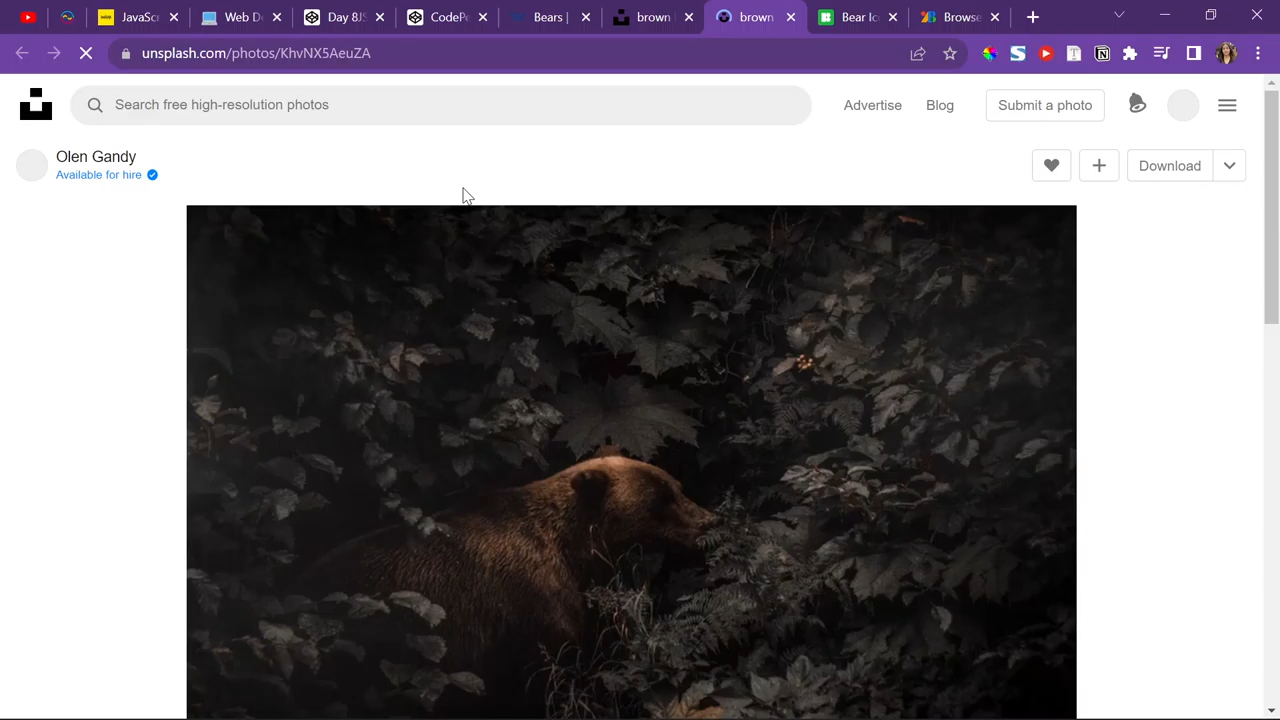 JavaScr
Web D
Day 8JS
CodePe
Bears
brown
brown
Bear Ic
Browse
unsplash.com/photos/KhvNX5AeuZA
Search free high-resolution photos
Advertise
Blog
Submit a photo
Olen Gandy
Available for hire
Download